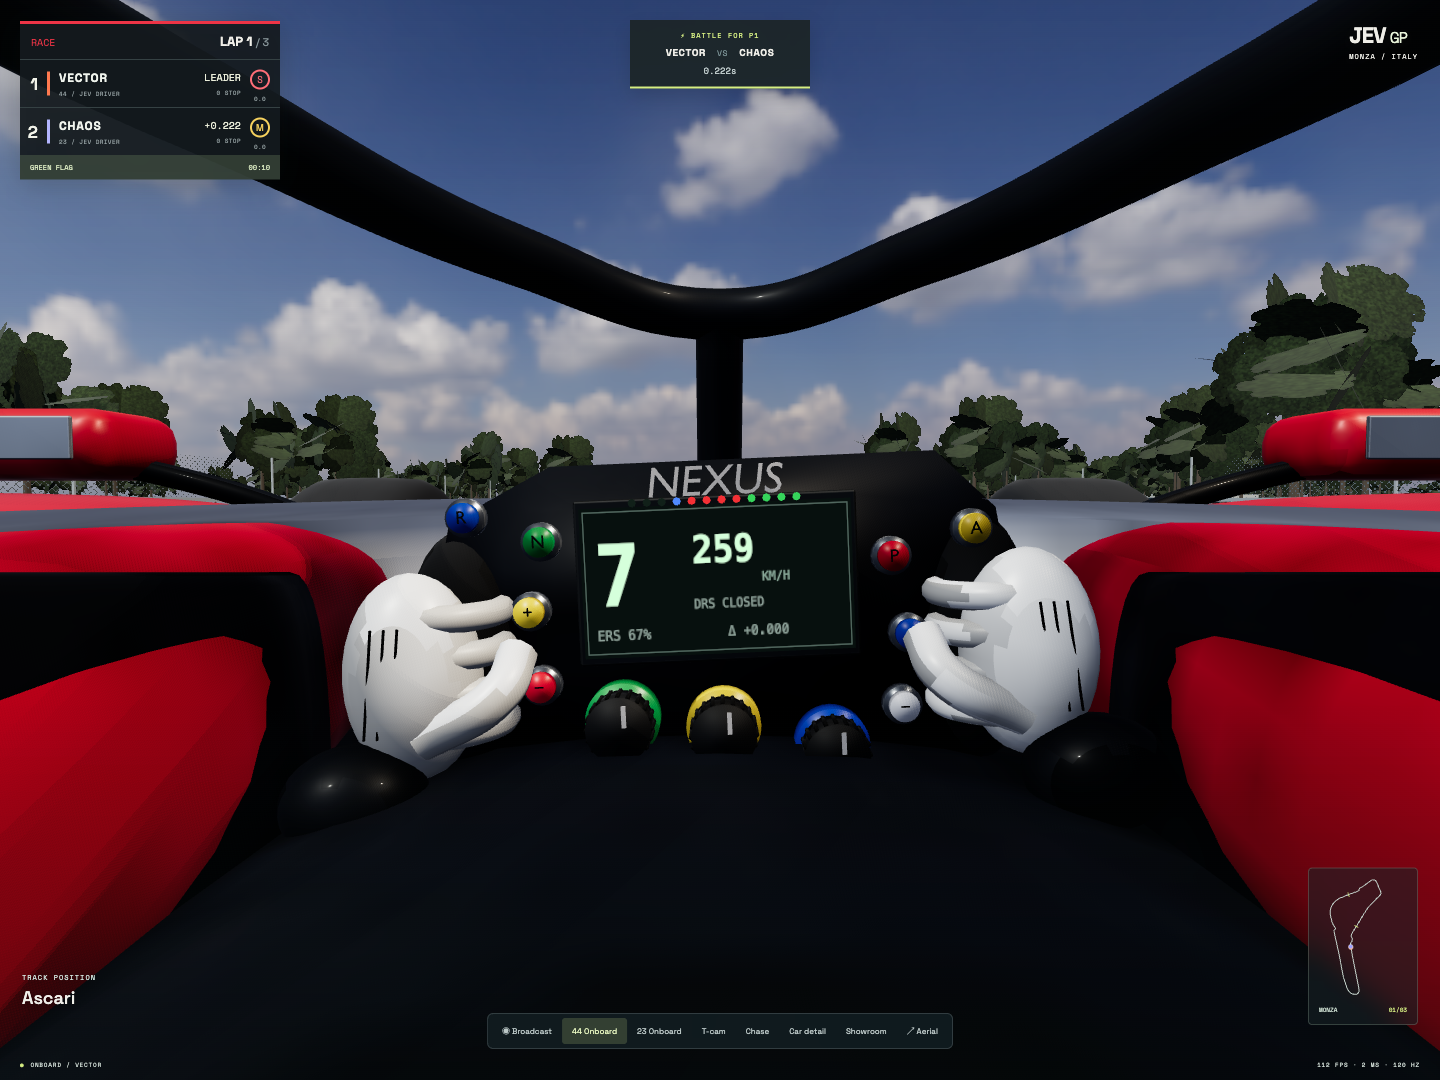 RACE LAP 1 / 3
1 VECTOR LEADER S
44 / JEV DRIVER 0 STOP 0.0
2 CHAOS +0.222 M
23 / JEV DRIVER 0 STOP 0.0
GREEN FLAG 00:10
⚡ BATTLE FOR P1
VECTOR VS CHAOS
0.222s
JEV GP
MONZA / ITALY
NEXUS
R
N
+
-
A
P
-
7 259
KM/H
DRS CLOSED
ERS 67% Δ +0.000
TRACK POSITION
Ascari
MONZA 01/03
◉ Broadcast 44 Onboard 23 Onboard T-cam Chase Car detail Showroom ↗ Aerial
ONBOARD / VECTOR
112 FPS · 2 MS · 120 HZ